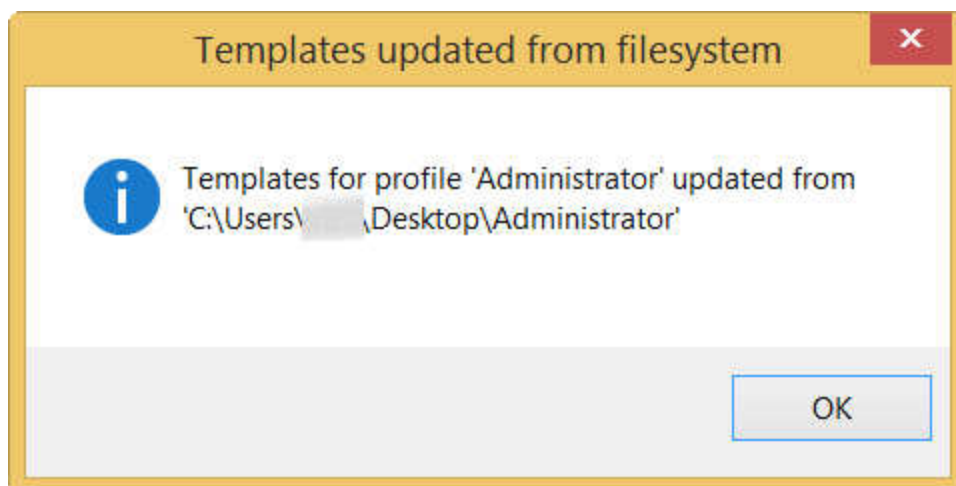 Templates updated from filesystem
Templates for profile 'Administrator' updated from
'C:\Users\ \Desktop\Administrator'
OK